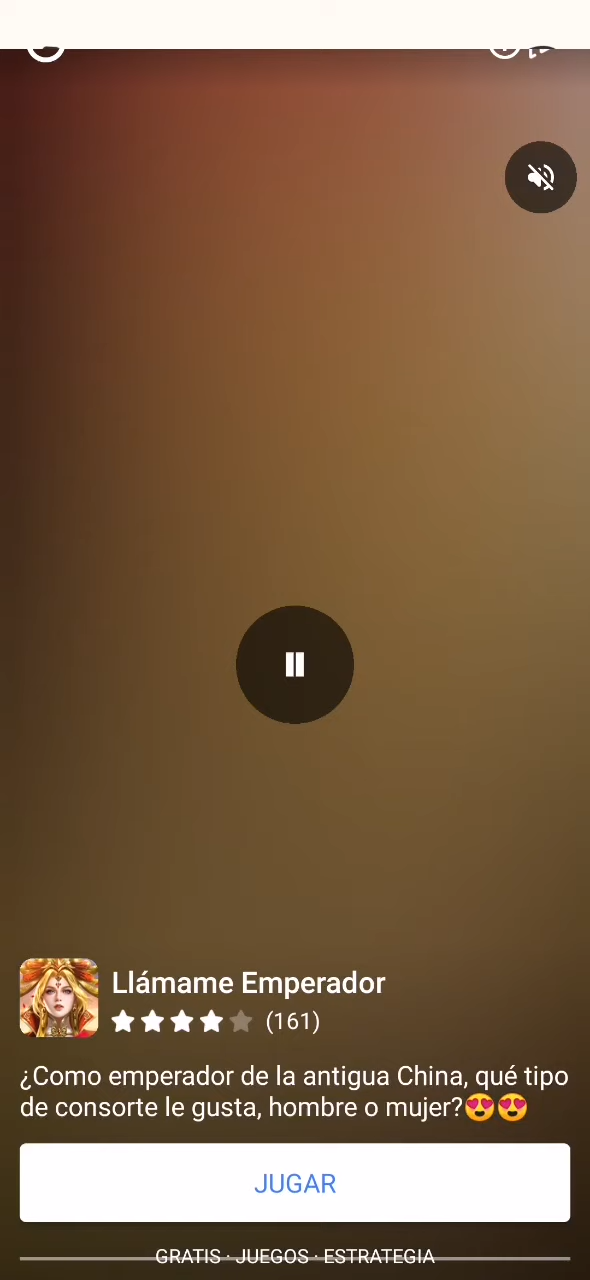 Llámame Emperador
(161)
¿Como emperador de la antigua China, qué tipo
de consorte le gusta, hombre o mujer?😍😍
JUGAR
GRATIS · JUEGOS · ESTRATEGIA